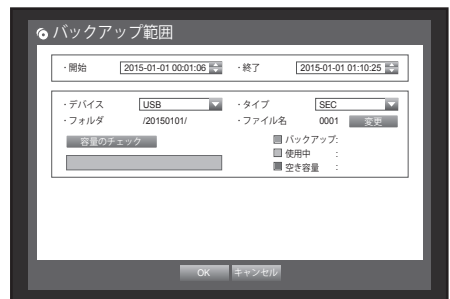 バックアップ範囲
・開始 2015-01-01 00:01:06 ・終了 2015-01-01 01:10:25
・デバイス USB ・タイプ SEC
・フォルダ /20150101/ ・ファイル名 0001 変更
容量のチェック
バックアップ:
使用中 :
空き容量 :
OK キャンセル